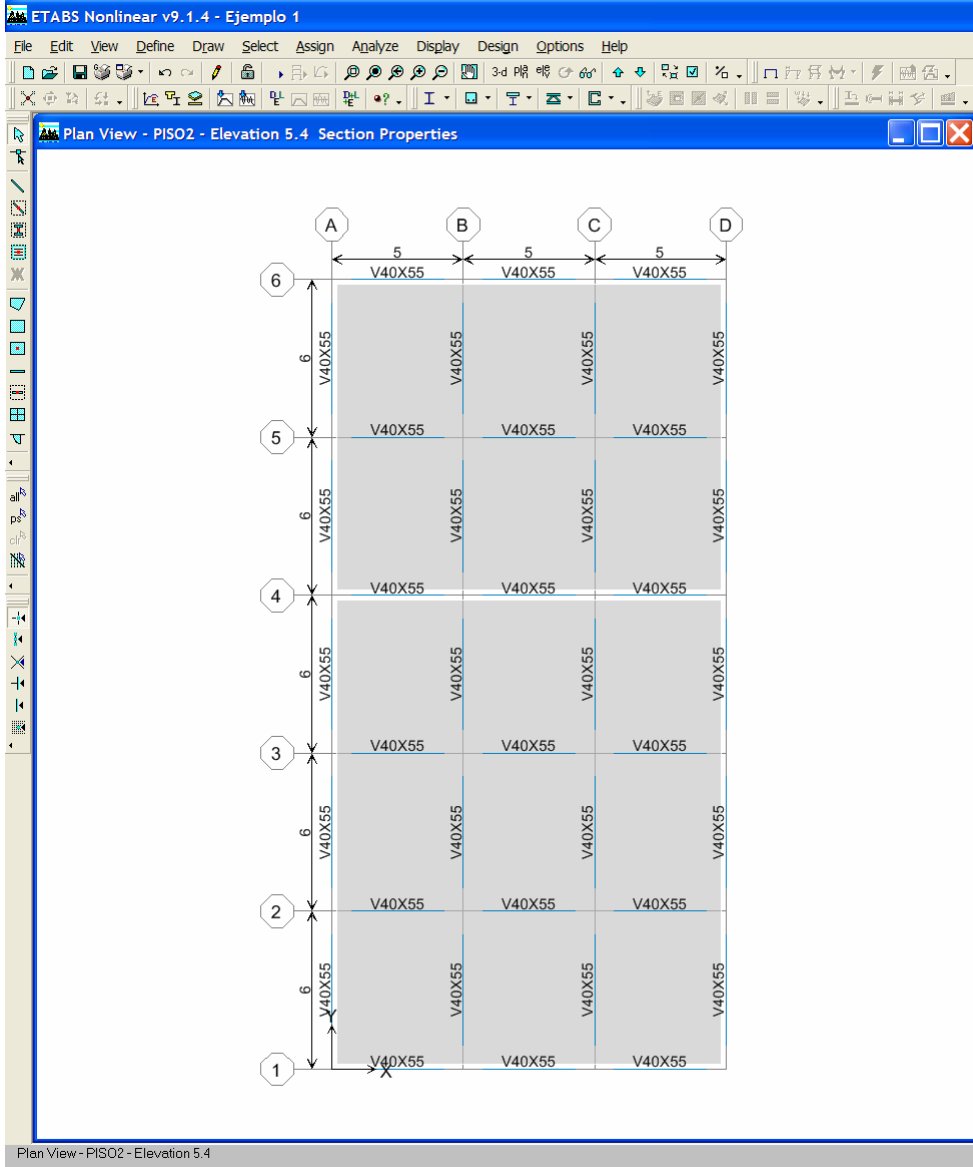 ETABS Nonlinear v9.1.4 - Ejemplo 1
File Edit View Define Draw Select Assign Analyze Display Design Options Help
3-d
Plan View - PISO2 - Elevation 5.4 Section Properties
A B C D
5 5 5
V40X55 V40X55 V40X55
6
6 V40X55 V40X55 V40X55 V40X55
V40X55 V40X55 V40X55
5
6 V40X55 V40X55 V40X55 V40X55
all
ps
clr
V40X55 V40X55 V40X55
4
6 V40X55 V40X55 V40X55 V40X55
V40X55 V40X55 V40X55
3
6 V40X55 V40X55 V40X55 V40X55
V40X55 V40X55 V40X55
2
6 V40X55 V40X55 V40X55 V40X55
Y
V40X55 V40X55 V40X55
1 X
Plan View - PISO2 - Elevation 5.4